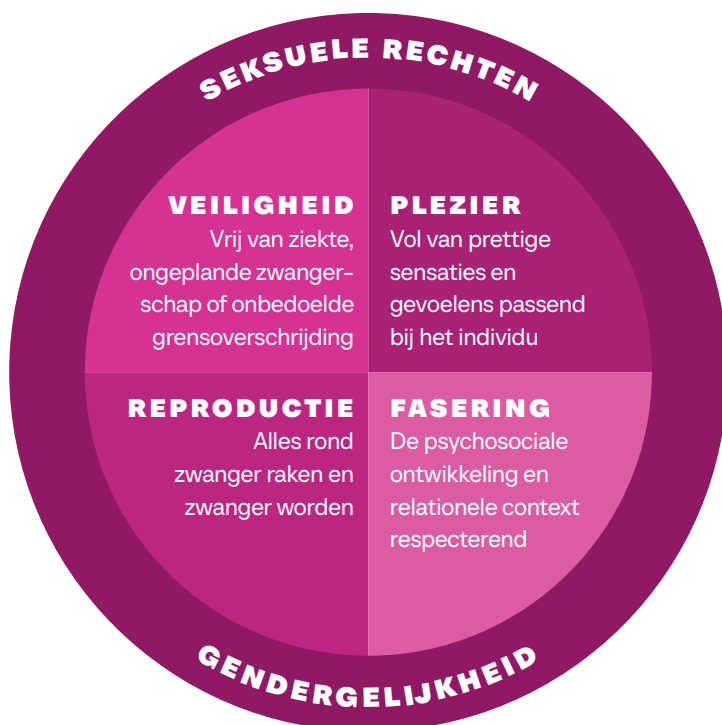 SEKSUELE RECHTEN
VEILIGHEID
Vrij van ziekte,
ongeplande zwanger-
schap of onbedoelde
grensoverschrijding
PLEZIER
Vol van prettige
sensaties en
gevoelens passend
bij het individu
REPRODUCTIE
Alles rond
zwanger raken en
zwanger worden
FASERING
De psychosociale
ontwikkeling en
relationele context
respecterend
GENDERGELIJKHEID